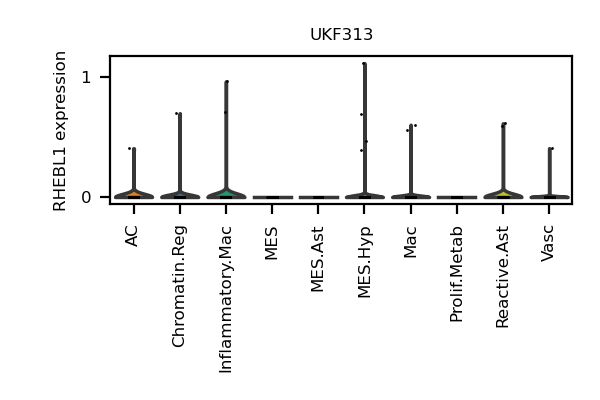 UKF313
RHEBL1 expression
1
0
AC
Chromatin.Reg
Inflammatory.Mac
MES
MES.Ast
MES.Hyp
Mac
Prolif.Metab
Reactive.Ast
Vasc